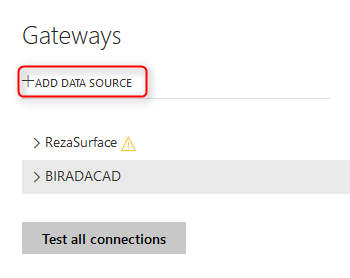 Gateways
+ADD DATA SOURCE
RezaSurface
BIRADACAD
Test all connections